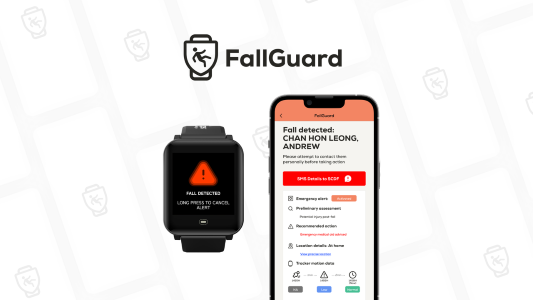 FallGuard
FALL DETECTED
LONG PRESS TO CANCEL
ALERT
FallGuard
Fall detected:
CHAN HON LEONG,
ANDREW
Please attempt to contact them
personally before taking action
SMS Details to SCDF
Emergency alert:
Preliminary assessment
Potential injury post-fall
Recommended action
Emergency medical aid advised
Location details: At home
View precise location
Tracker motion data: